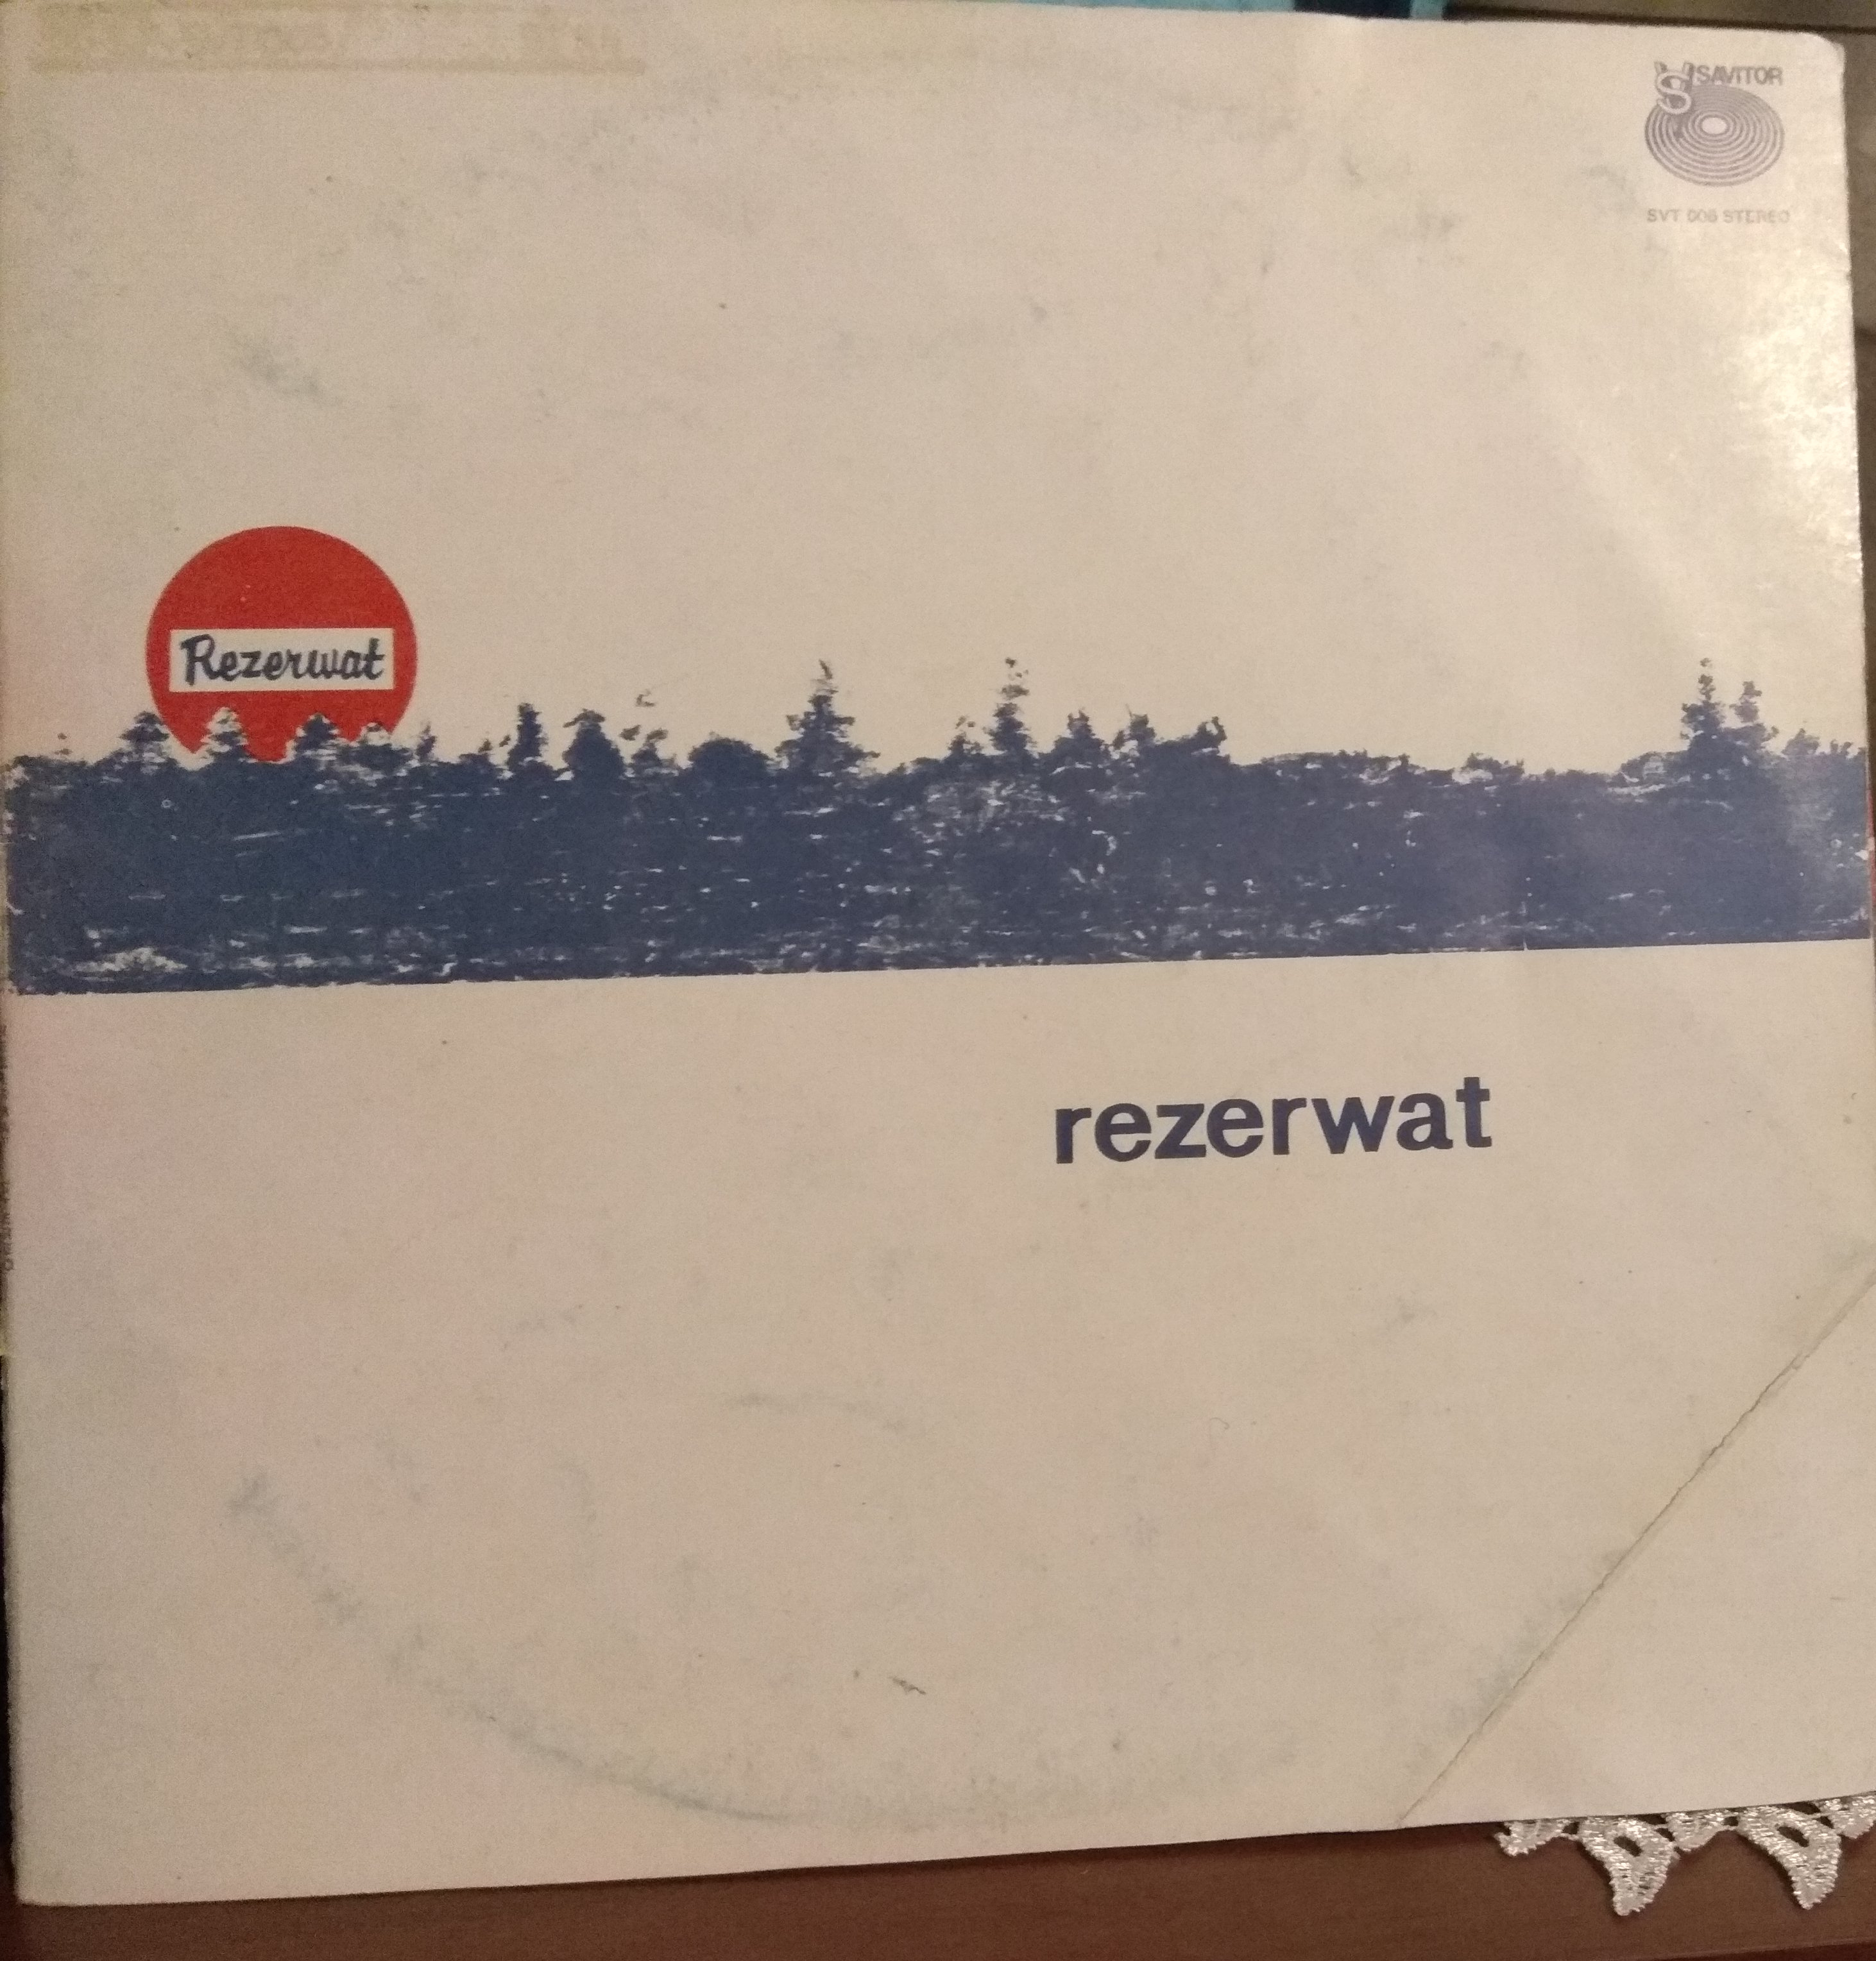 SAVITOR
SVT 006 STEREO
Rezerwat
rezerwat